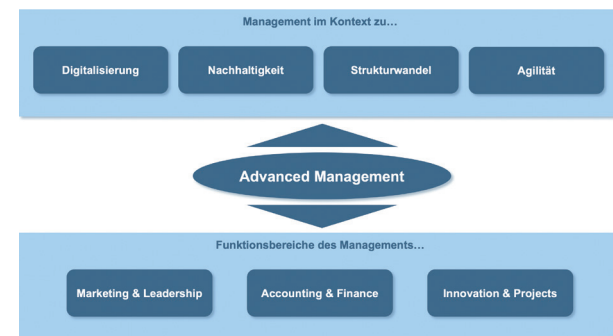 Management im Kontext zu…
Digitalisierung
Nachhaltigkeit
Strukturwandel
Agilität
Advanced Management
Funktionsbereiche des Managements…
Marketing & Leadership
Accounting & Finance
Innovation & Projects